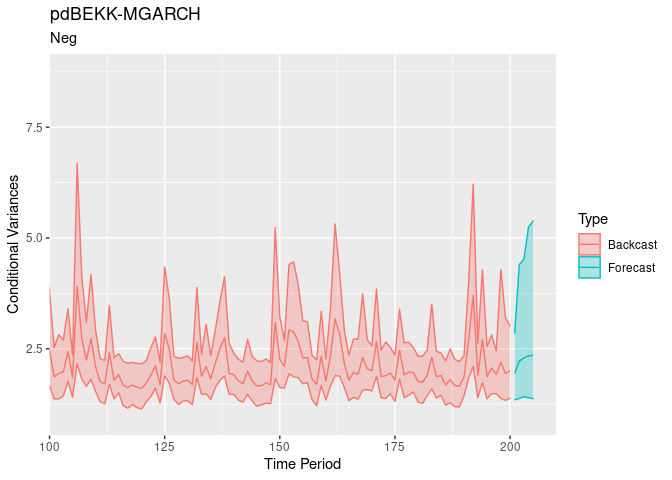 pdBEKK-MGARCH
Neg
7.5
5.0
2.5
Conditional Variances
100
125
150
175
200
Time Period
Type
Backcast
Forecast